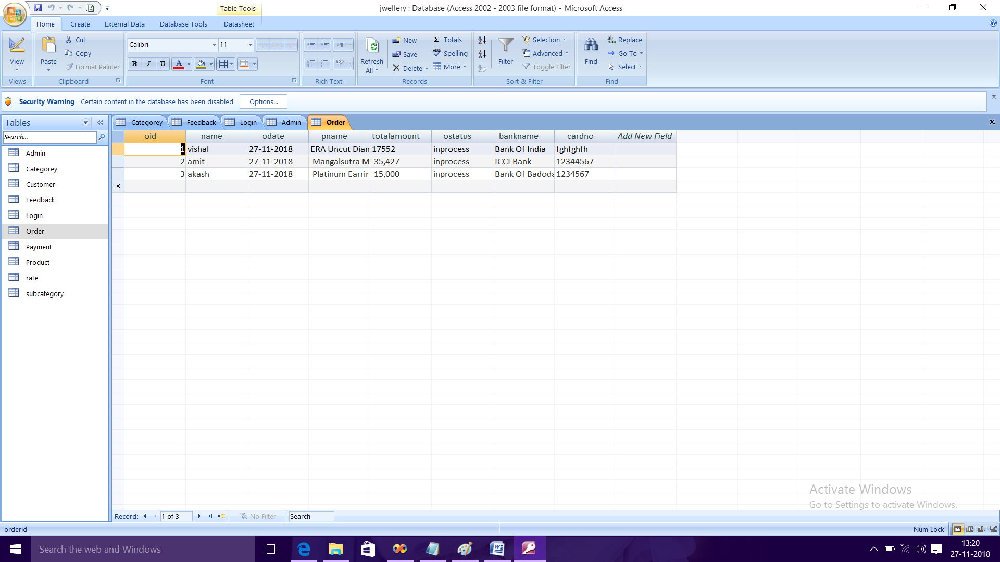 Table Tools
jwellery : Database (Access 2002 - 2003 file format) - Microsoft Access
Home Create External Data Database Tools Datasheet
View
Views
Paste
Cut
Copy
Format Painter
Clipboard
Calibri 11
B I U A
Font
Rich Text
Refresh All
New
Save
Delete
Totals
Spelling
More
Records
Filter
Selection
Advanced
Toggle Filter
Sort & Filter
Find
Replace
Go To
Select
Find
Security Warning Certain content in the database has been disabled Options...
Tables
Search...
Admin
Categorey
Customer
Feedback
Login
Order
Payment
Product
rate
subcategory
Categorey Feedback Login Admin Order
oid name odate pname totalamount ostatus bankname cardno Add New Field
1 vishal 27-11-2018 ERA Uncut Dian 17552 inprocess Bank Of India fghfghfh
2 amit 27-11-2018 Mangalsutra M 35,427 inprocess ICCI Bank 12344567
3 akash 27-11-2018 Platinum Earrin 15,000 inprocess Bank Of Badoda 1234567
Activate Windows
Go to Settings to activate Windows.
Record: 1 of 3 No Filter Search
orderid Num Lock
Search the web and Windows
13:20
27-11-2018